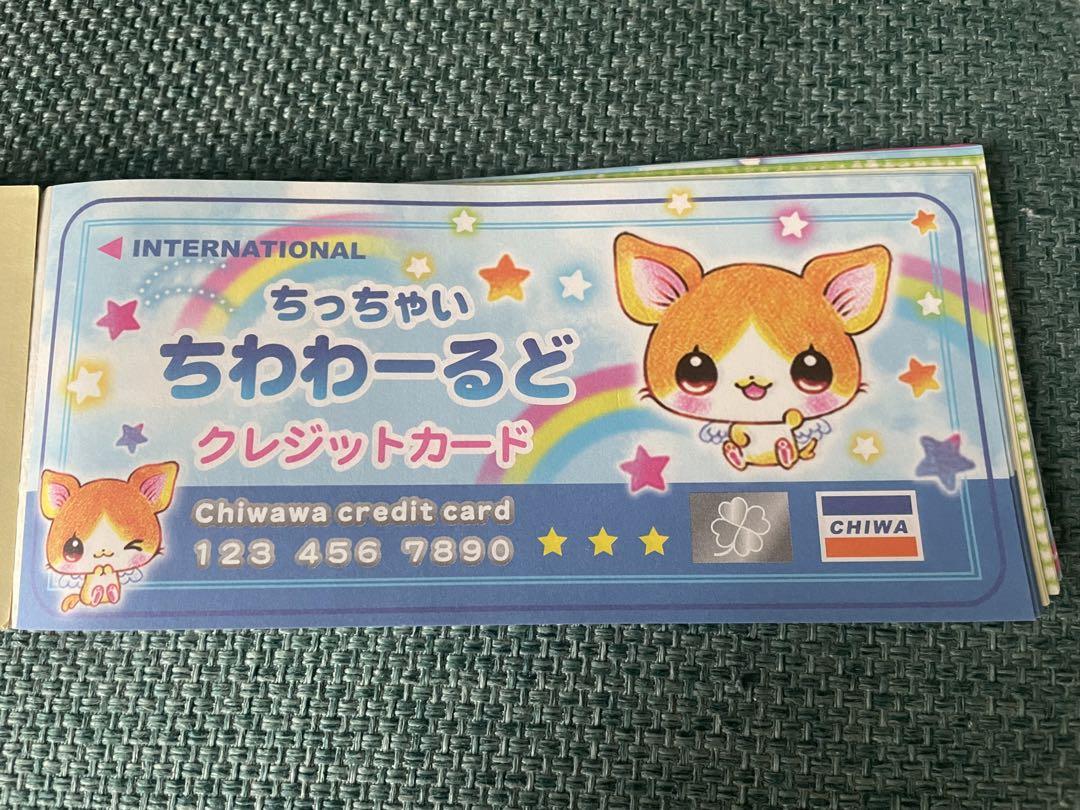 INTERNATIONAL
ちっちゃい
ちわわーるど
クレジットカード
Chiwawa credit card
123 456 7890
CHIWA